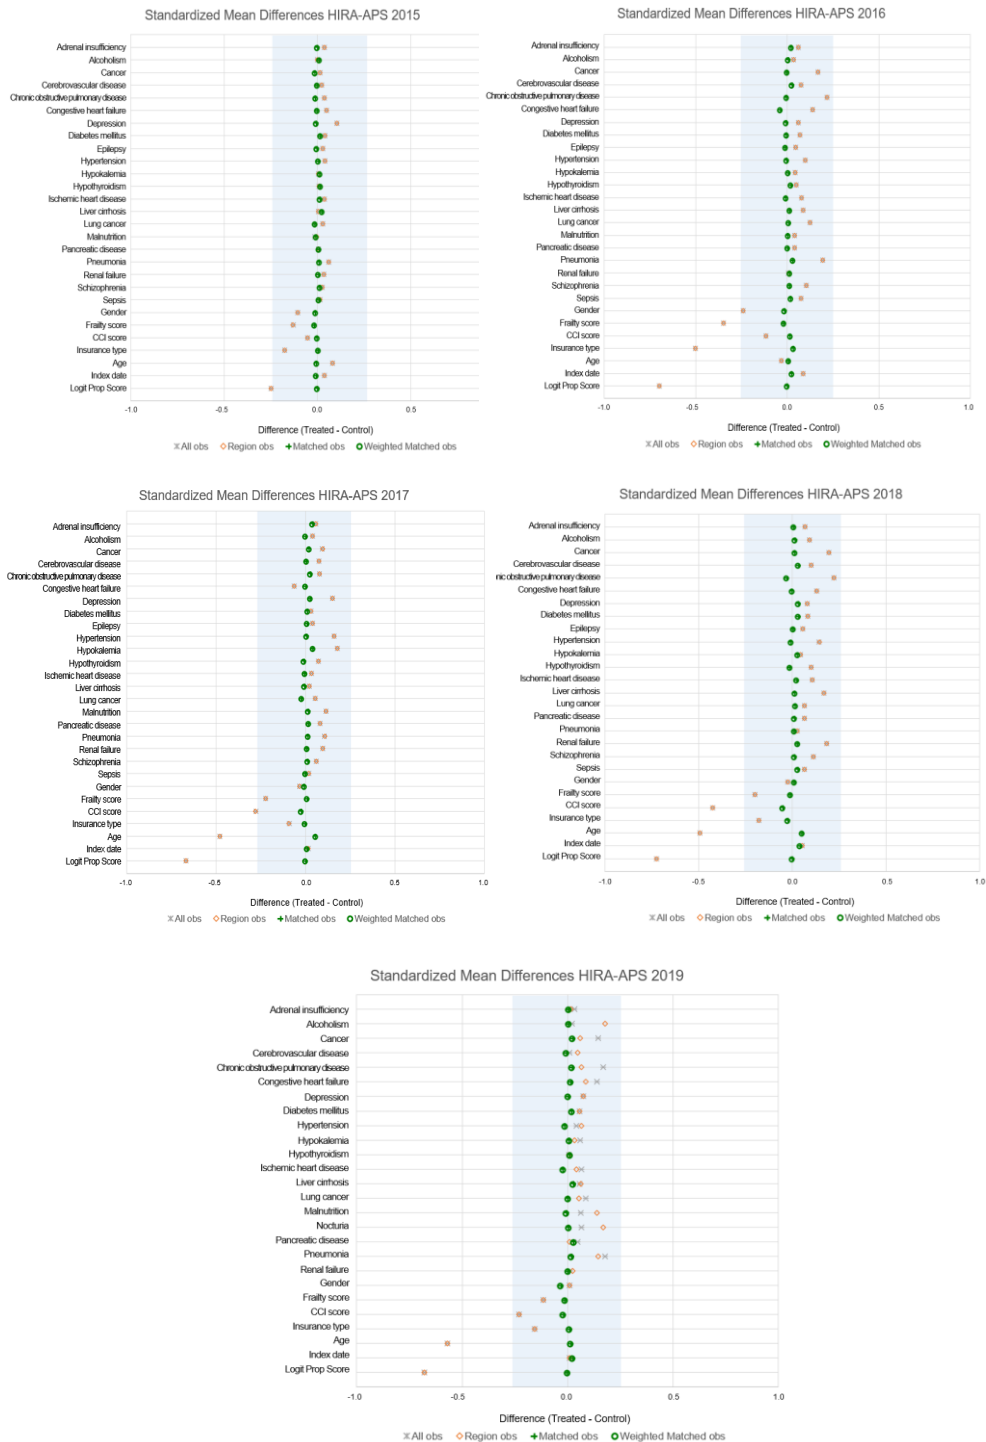 Standardized Mean Differences HIRA-APS 2015
Adrenal insufficiency
Alcoholism
Cancer
Cerebrovascular disease
Chronic obstructive pulmonary disease
Congestive heart failure
Depression
Diabetes mellitus
Epilepsy
Hypertension
Hypokalemia
Hypothyroidism
Ischemic heart disease
Liver cirrhosis
Lung cancer
Malnutrition
Pancreatic disease
Pneumonia
Renal failure
Schizophrenia
Sepsis
Gender
Frailty score
CCI score
Insurance type
Age
Index date
Logit Prop Score
-1.0 -0.5 0.0 0.5
Difference (Treated - Control)
All obs Region obs Matched obs Weighted Matched obs
Standardized Mean Differences HIRA-APS 2016
Adrenal insufficiency
Alcoholism
Cancer
Cerebrovascular disease
Chronic obstructive pulmonary disease
Congestive heart failure
Depression
Diabetes mellitus
Epilepsy
Hypertension
Hypokalemia
Hypothyroidism
Ischemic heart disease
Liver cirrhosis
Lung cancer
Malnutrition
Pancreatic disease
Pneumonia
Renal failure
Schizophrenia
Sepsis
Gender
Frailty score
CCI score
Insurance type
Age
Index date
Logit Prop Score
-1.0 -0.5 0.0 0.5 1.0
Difference (Treated - Control)
All obs Region obs Matched obs Weighted Matched obs
Standardized Mean Differences HIRA-APS 2017
Adrenal insufficiency
Alcoholism
Cancer
Cerebrovascular disease
Chronic obstructive pulmonary disease
Congestive heart failure
Depression
Diabetes mellitus
Epilepsy
Hypertension
Hypokalemia
Hypothyroidism
Ischemic heart disease
Liver cirrhosis
Lung cancer
Malnutrition
Pancreatic disease
Pneumonia
Renal failure
Schizophrenia
Sepsis
Gender
Frailty score
CCI score
Insurance type
Age
Index date
Logit Prop Score
-1.0 -0.5 0.0 0.5 1.0
Difference (Treated - Control)
All obs Region obs Matched obs Weighted Matched obs
Standardized Mean Differences HIRA-APS 2018
Adrenal insufficiency
Alcoholism
Cancer
Cerebrovascular disease
nic obstructive pulmonary disease
Congestive heart failure
Depression
Diabetes mellitus
Epilepsy
Hypertension
Hypokalemia
Hypothyroidism
Ischemic heart disease
Liver cirrhosis
Lung cancer
Pancreatic disease
Pneumonia
Renal failure
Schizophrenia
Sepsis
Gender
Frailty score
CCI score
Insurance type
Age
Index date
Logit Prop Score
-1.0 -0.5 0.0 0.5 1.0
Difference (Treated - Control)
All obs Region obs Matched obs Weighted Matched obs
Standardized Mean Differences HIRA-APS 2019
Adrenal insufficiency
Alcoholism
Cancer
Cerebrovascular disease
Chronic obstructive pulmonary disease
Congestive heart failure
Depression
Diabetes mellitus
Hypertension
Hypokalemia
Hypothyroidism
Ischemic heart disease
Liver cirrhosis
Lung cancer
Malnutrition
Nocturia
Pancreatic disease
Pneumonia
Renal failure
Gender
Frailty score
CCI score
Insurance type
Age
Index date
Logit Prop Score
-1.0 -0.5 0.0 0.5 1.0
Difference (Treated - Control)
All obs Region obs Matched obs Weighted Matched obs